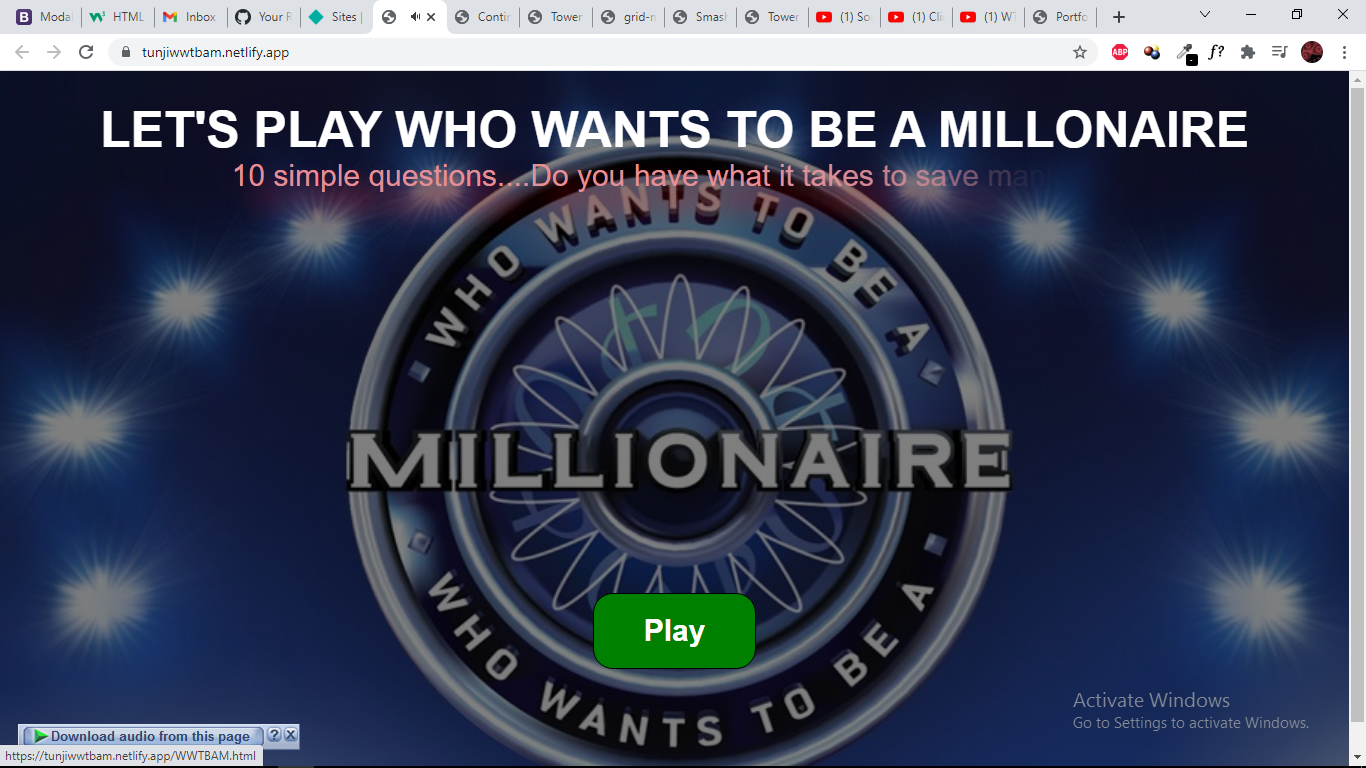 Moda
HTML
Inbox
Your R
Sites |
Contin
Tower
grid-n
Smash
Tower
(1) So
(1) Cli
(1) WT
Portfo
tunjiwwtbam.netlify.app
ABP
f?
LET'S PLAY WHO WANTS TO BE A MILLONAIRE
10 simple questions....Do you have what it takes to save man
WHO WANTS TO BE A
MILLIONAIRE
WHO WANTS TO BE A
Play
Activate Windows
Go to Settings to activate Windows.
Download audio from this page
https://tunjiwwtbam.netlify.app/WWTBAM.html